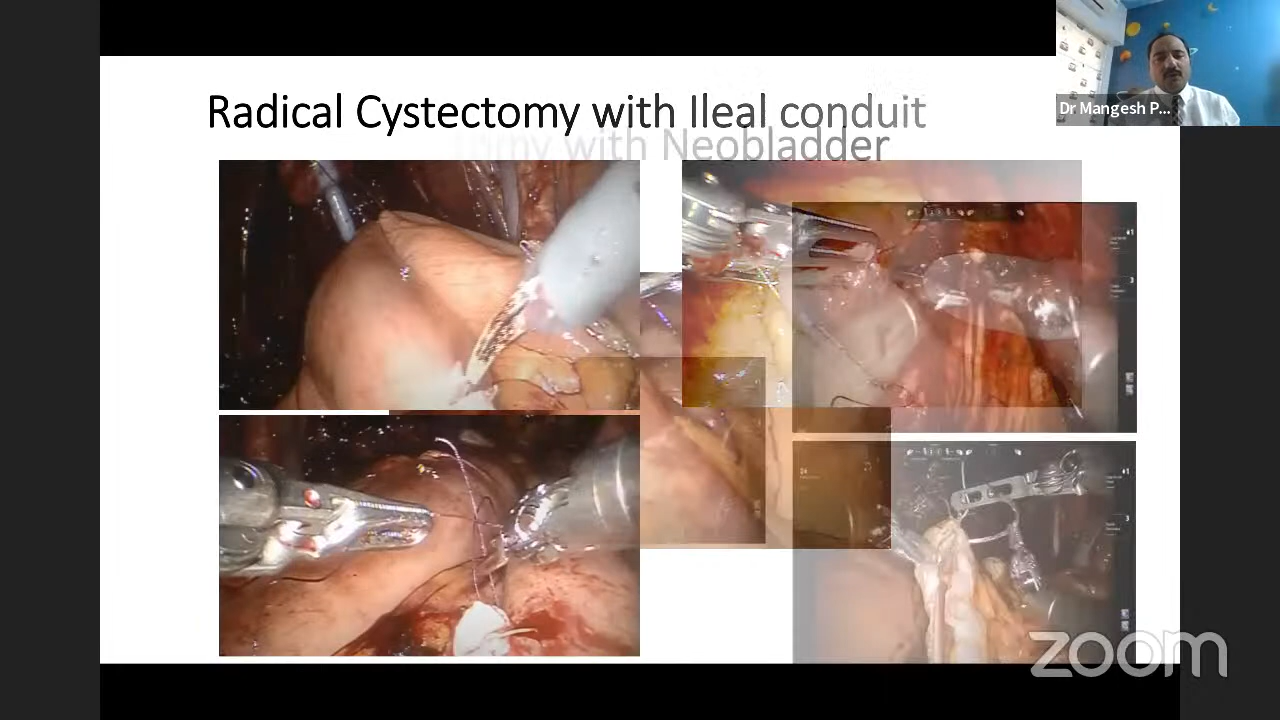 Radical Cystectomy with Ileal conduit
with Neobladder
Dr Mangesh P...
zoom